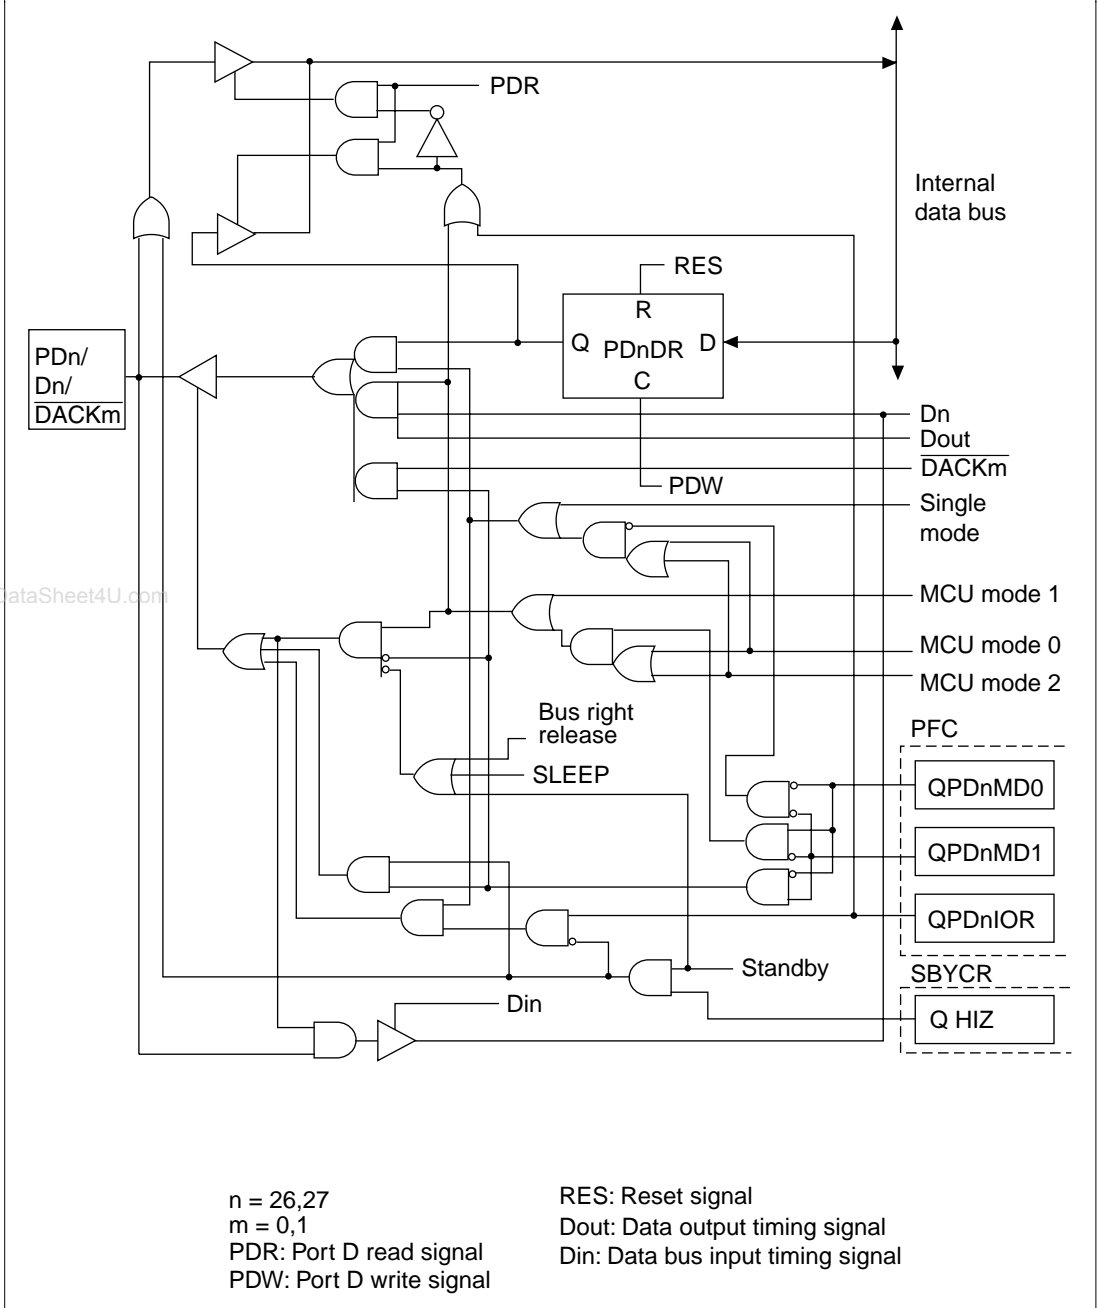 PDR
Internal
data bus
RES
R
Q PDnDR D
C
PDn/
Dn/
DACKm
Dn
Dout
DACKm
PDW
Single
mode
DataSheet4U.com
MCU mode 1
MCU mode 0
MCU mode 2
Bus right
release
PFC
SLEEP
QPDnMD0
QPDnMD1
QPDnIOR
Standby
SBYCR
Din
Q HIZ
n = 26,27
m = 0,1
PDR: Port D read signal
PDW: Port D write signal
RES: Reset signal
Dout: Data output timing signal
Din: Data bus input timing signal